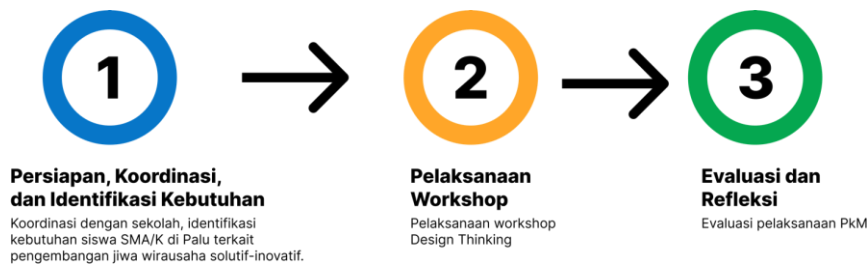 1
2
3
Persiapan, Koordinasi,
dan Identifikasi Kebutuhan
Koordinasi dengan sekolah, identifikasi
kebutuhan siswa SMA/K di Palu terkait
pengembangan jiwa wirausaha solutif-inovatif.
Pelaksanaan
Workshop
Pelaksanaan workshop
Design Thinking
Evaluasi dan
Refleksi
Evaluasi pelaksanaan PkM